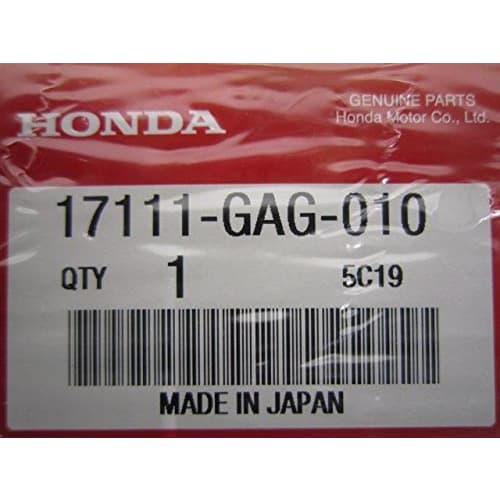 HONDA
GENUINE PARTS
Honda Motor Co., Ltd.
17111-GAG-010
QTY 1 5C19
MADE IN JAPAN